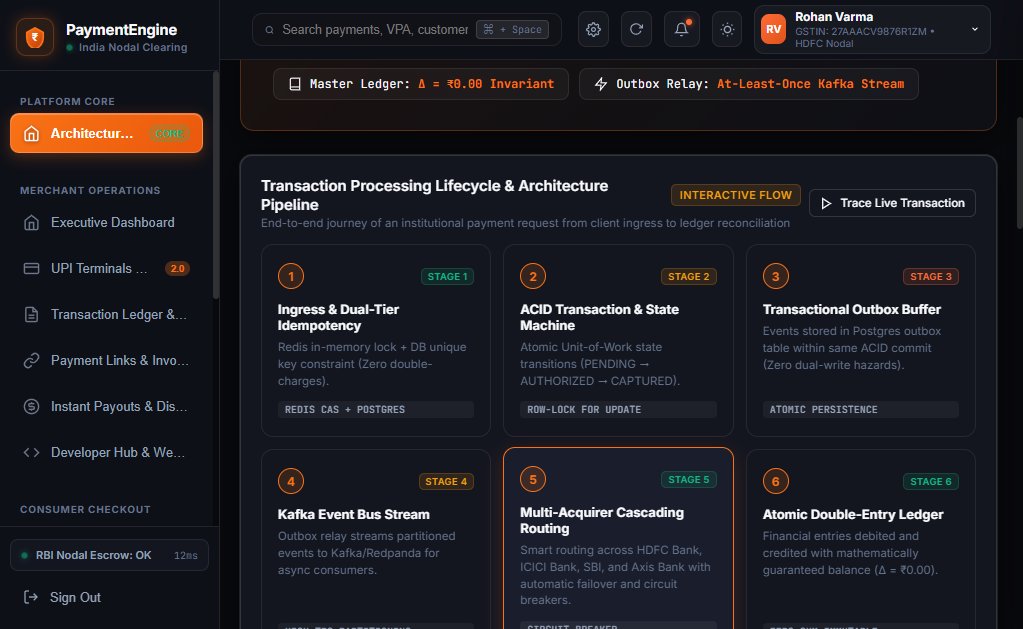 PaymentEngine
India Nodal Clearing
PLATFORM CORE
Architectur... CORE
MERCHANT OPERATIONS
Executive Dashboard
UPI Terminals ... 2.0
Transaction Ledger &...
Payment Links & Invo...
Instant Payouts & Dis...
Developer Hub & We...
CONSUMER CHECKOUT
RBI Nodal Escrow: OK 12ms
Sign Out
Search payments, VPA, customer ⌘ + Space
RV
Rohan Varma
GSTIN: 27AAACV9876R1ZM •
HDFC Nodal
Master Ledger: Δ = ₹0.00 Invariant
Outbox Relay: At-Least-Once Kafka Stream
Transaction Processing Lifecycle & Architecture
Pipeline
End-to-end journey of an institutional payment request from client ingress to ledger reconciliation
INTERACTIVE FLOW
Trace Live Transaction
1 STAGE 1
Ingress & Dual-Tier
Idempotency
Redis in-memory lock + DB unique
key constraint (Zero double-
charges).
REDIS CAS + POSTGRES
2 STAGE 2
ACID Transaction & State
Machine
Atomic Unit-of-Work state
transitions (PENDING →
AUTHORIZED → CAPTURED).
ROW-LOCK FOR UPDATE
3 STAGE 3
Transactional Outbox Buffer
Events stored in Postgres outbox
table within same ACID commit
(Zero dual-write hazards).
ATOMIC PERSISTENCE
4 STAGE 4
Kafka Event Bus Stream
Outbox relay streams partitioned
events to Kafka/Redpanda for
async consumers.
5 STAGE 5
Multi-Acquirer Cascading
Routing
Smart routing across HDFC Bank,
ICICI Bank, SBI, and Axis Bank with
automatic failover and circuit
breakers.
CIRCUIT BREAKER
6 STAGE 6
Atomic Double-Entry Ledger
Financial entries debited and
credited with mathematically
guaranteed balance (Δ = ₹0.00).